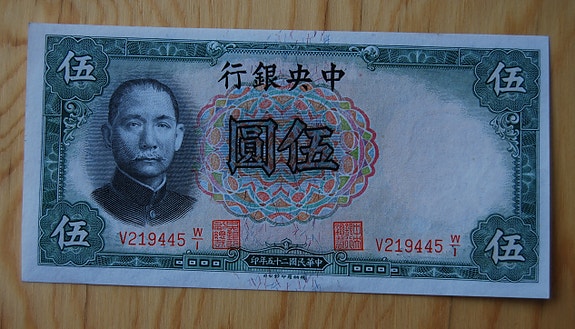 伍
伍
中央銀行
伍圓
V219445 W/I
V219445 W/I
伍
伍
中華民國二十五年印